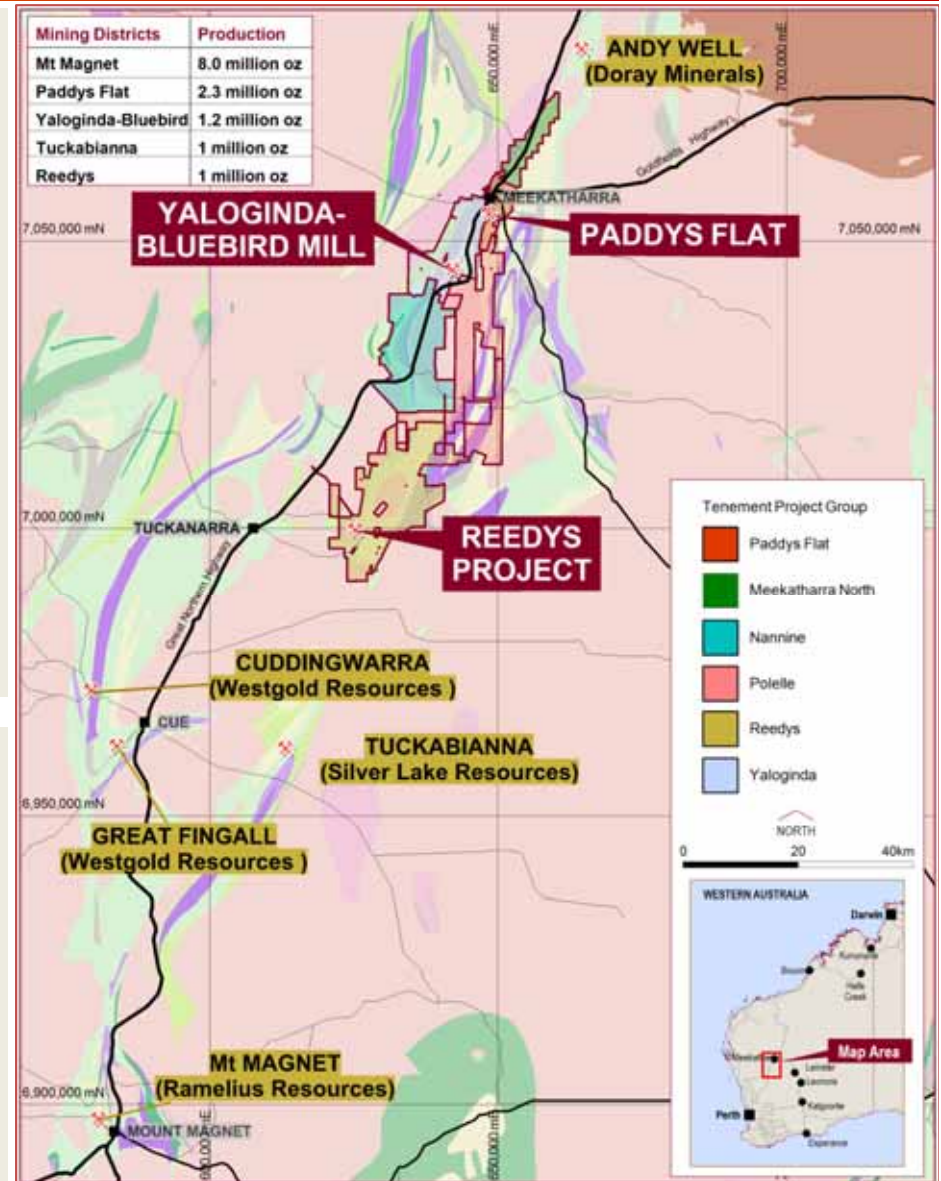 Mining Districts Production
Mt Magnet 8.0 million oz
Paddys Flat 2.3 million oz
Yaloginda-Bluebird 1.2 million oz
Tuckabianna 1 million oz
Reedys 1 million oz
650,000 mE
700,000 mE
ANDY WELL
(Doray Minerals)
Goldfields Highway
MEEKATHARRA
YALOGINDA-
BLUEBIRD MILL
PADDYS FLAT
7,050,000 mN
7,050,000 mN
7,000,000 mN
TUCKANARRA
REEDYS
PROJECT
Great Northern Highway
CUDDINGWARRA
(Westgold Resources )
CUE
TUCKABIANNA
(Silver Lake Resources)
6,950,000 mN
GREAT FINGALL
(Westgold Resources )
Mt MAGNET
(Ramelius Resources)
6,900,000 mN
MOUNT MAGNET
650,000 mE
Tenement Project Group
Paddys Flat
Meekatharra North
Nannine
Polelle
Reedys
Yaloginda
NORTH
0 20 40km
WESTERN AUSTRALIA
Darwin
Kununurra
Broome
Halls
Creek
Map Area
Leinster
Leonora
Kalgoorlie
Perth
Esperance